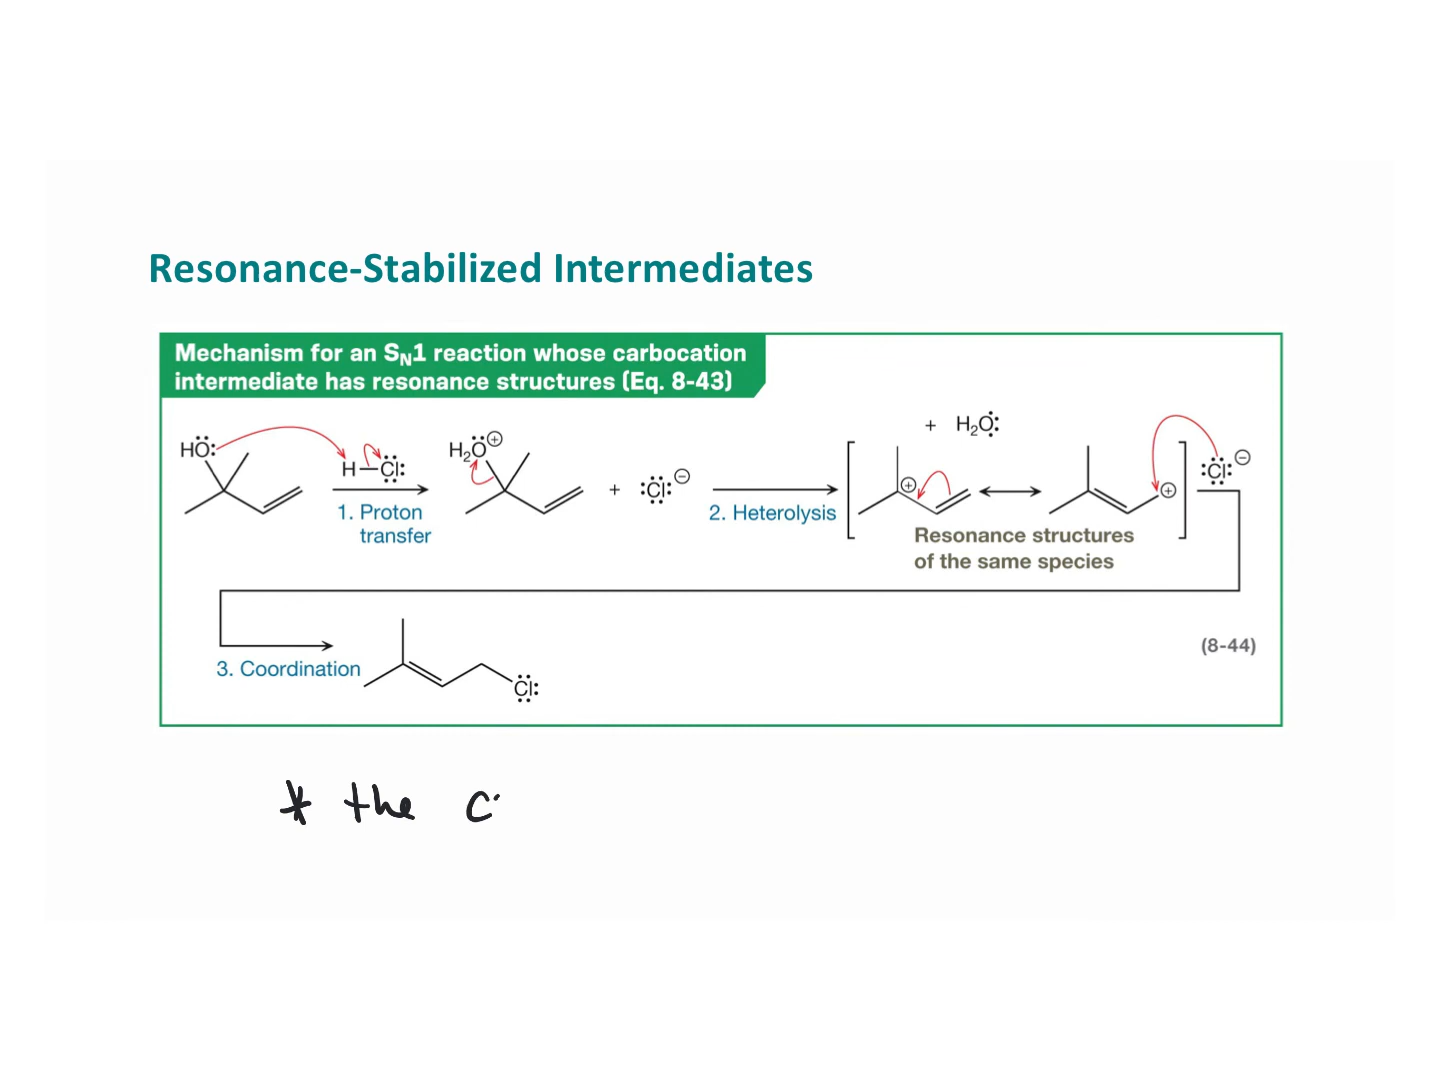 Resonance-Stabilized Intermediates
Mechanism for an SN1 reaction whose carbocation
intermediate has resonance structures (Eq. 8-43)
HÖ:
H—Cl:
1. Proton
transfer
H₂Ö⊕
+ :Cl:⊖
2. Heterolysis
+ H₂O:
⊕
⊕
:Cl:⊖
Resonance structures
of the same species
3. Coordination
Cl:
(8-44)
* the c